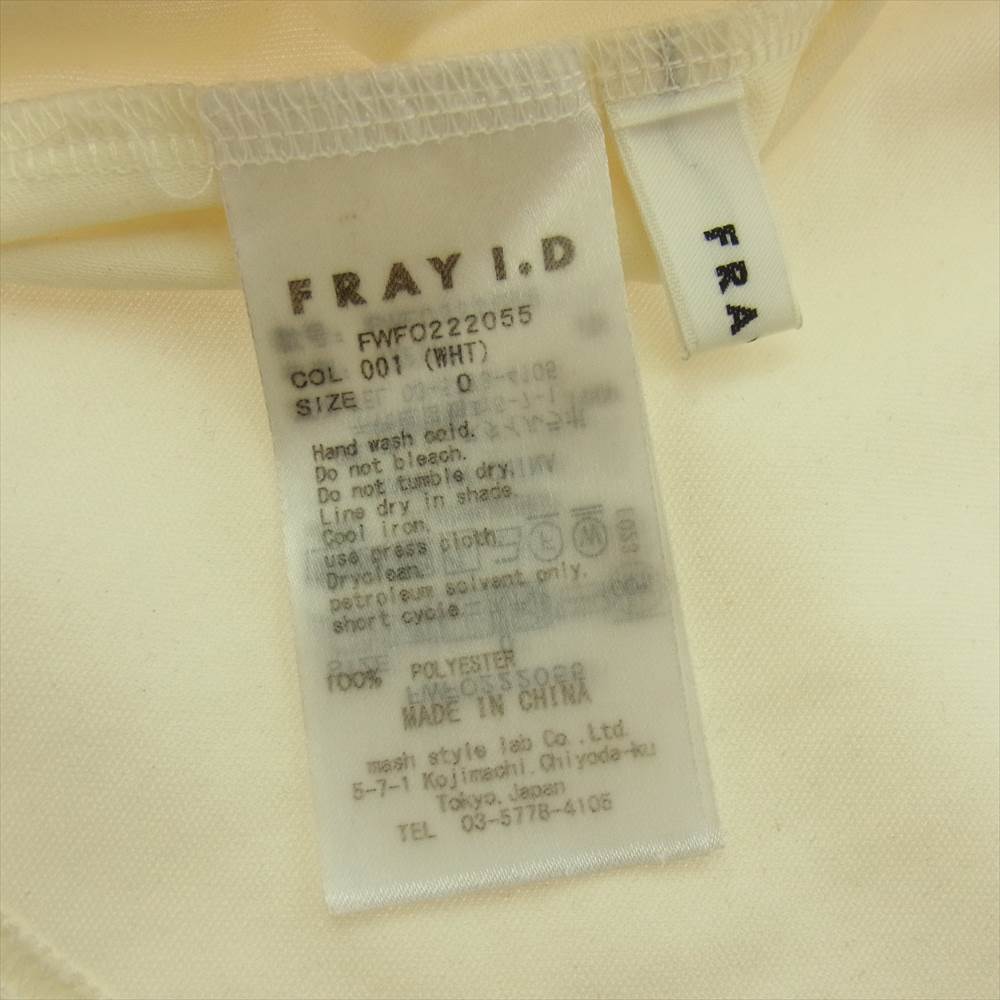 FRAY I.D
FWFO222055
COL 001 (WHT)
SIZE 0
Hand wash cold.
Do not bleach.
Do not tumble dry.
Line dry in shade.
Cool iron.
use press cloth.
Dryclean.
petroleum solvent only.
short cycle.
100% POLYESTER
MADE IN CHINA
mash style lab Co.,Ltd.
5-7-1 Kojimachi,Chiyoda-ku
Tokyo,Japan
TEL 03-5778-4105
FRA